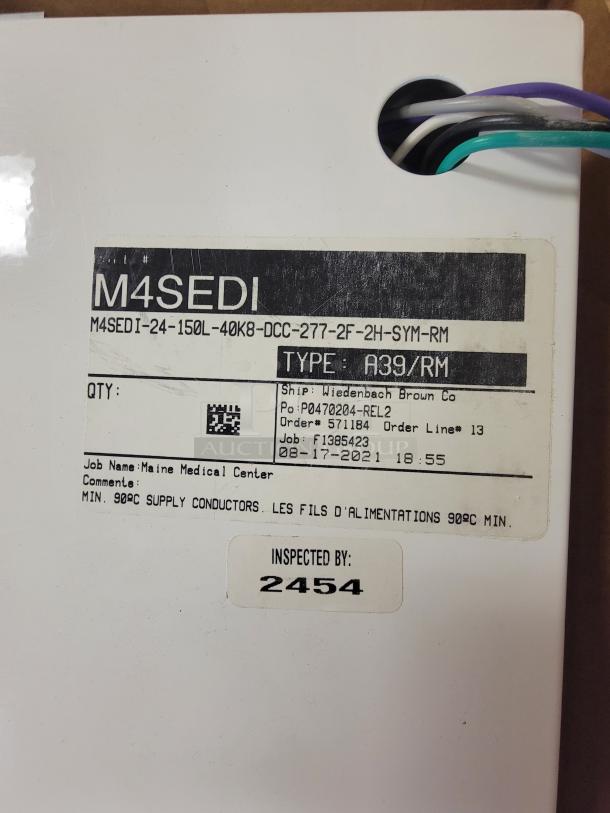 #
M4SEDI
M4SEDI-24-150L-40K8-DCC-277-2F-2H-SYM-RM
TYPE: A39/RM
QTY:
Ship: Wiedenbach Brown Co
Po:P0470204-REL2
Order# 571184 Order Line# 13
Job: F1385423
08-17-2021 18:55
AUCTION GROUP
Job Name:Maine Medical Center
Comments:
MIN. 90ºC SUPPLY CONDUCTORS. LES FILS D'ALIMENTATIONS 90ºC MIN.
INSPECTED BY:
2454